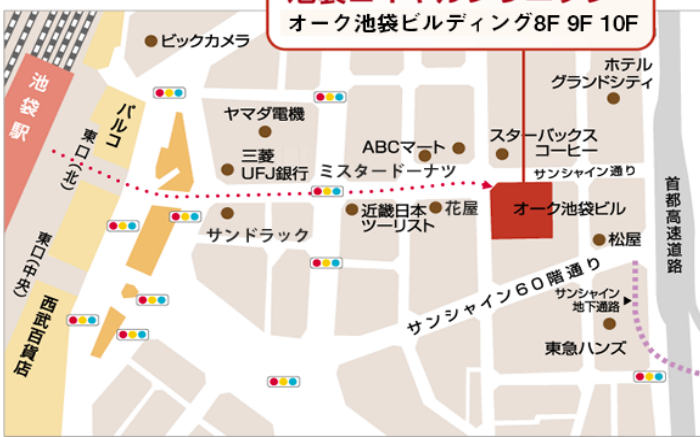 オーク池袋ビルディング8F 9F 10F
ビックカメラ
ホテル
グランドシティ
池袋駅
パルコ
東口(北)
ヤマダ電機
三菱
UFJ銀行
ABCマート
ミスタードーナツ
スターバックス
コーヒー
サンシャイン通り
首都高速道路
サンドラック
近畿日本
ツーリスト
花屋
オーク池袋ビル
松屋
東口(中央)
サンシャイン60階通り
サンシャイン
地下通路
西武百貨店
東急ハンズ